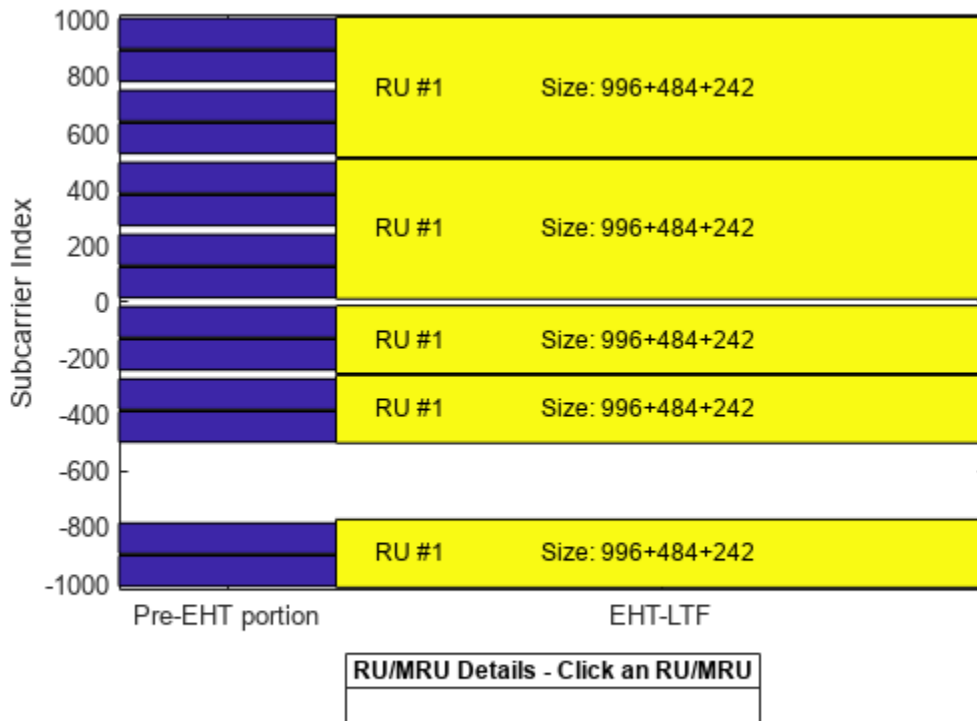 1000
800
RU #1 Size: 996+484+242
600
400
RU #1 Size: 996+484+242
200
Subcarrier Index
0
RU #1 Size: 996+484+242
-200
RU #1 Size: 996+484+242
-400
-600
-800
RU #1 Size: 996+484+242
-1000
Pre-EHT portion EHT-LTF
RU/MRU Details - Click an RU/MRU